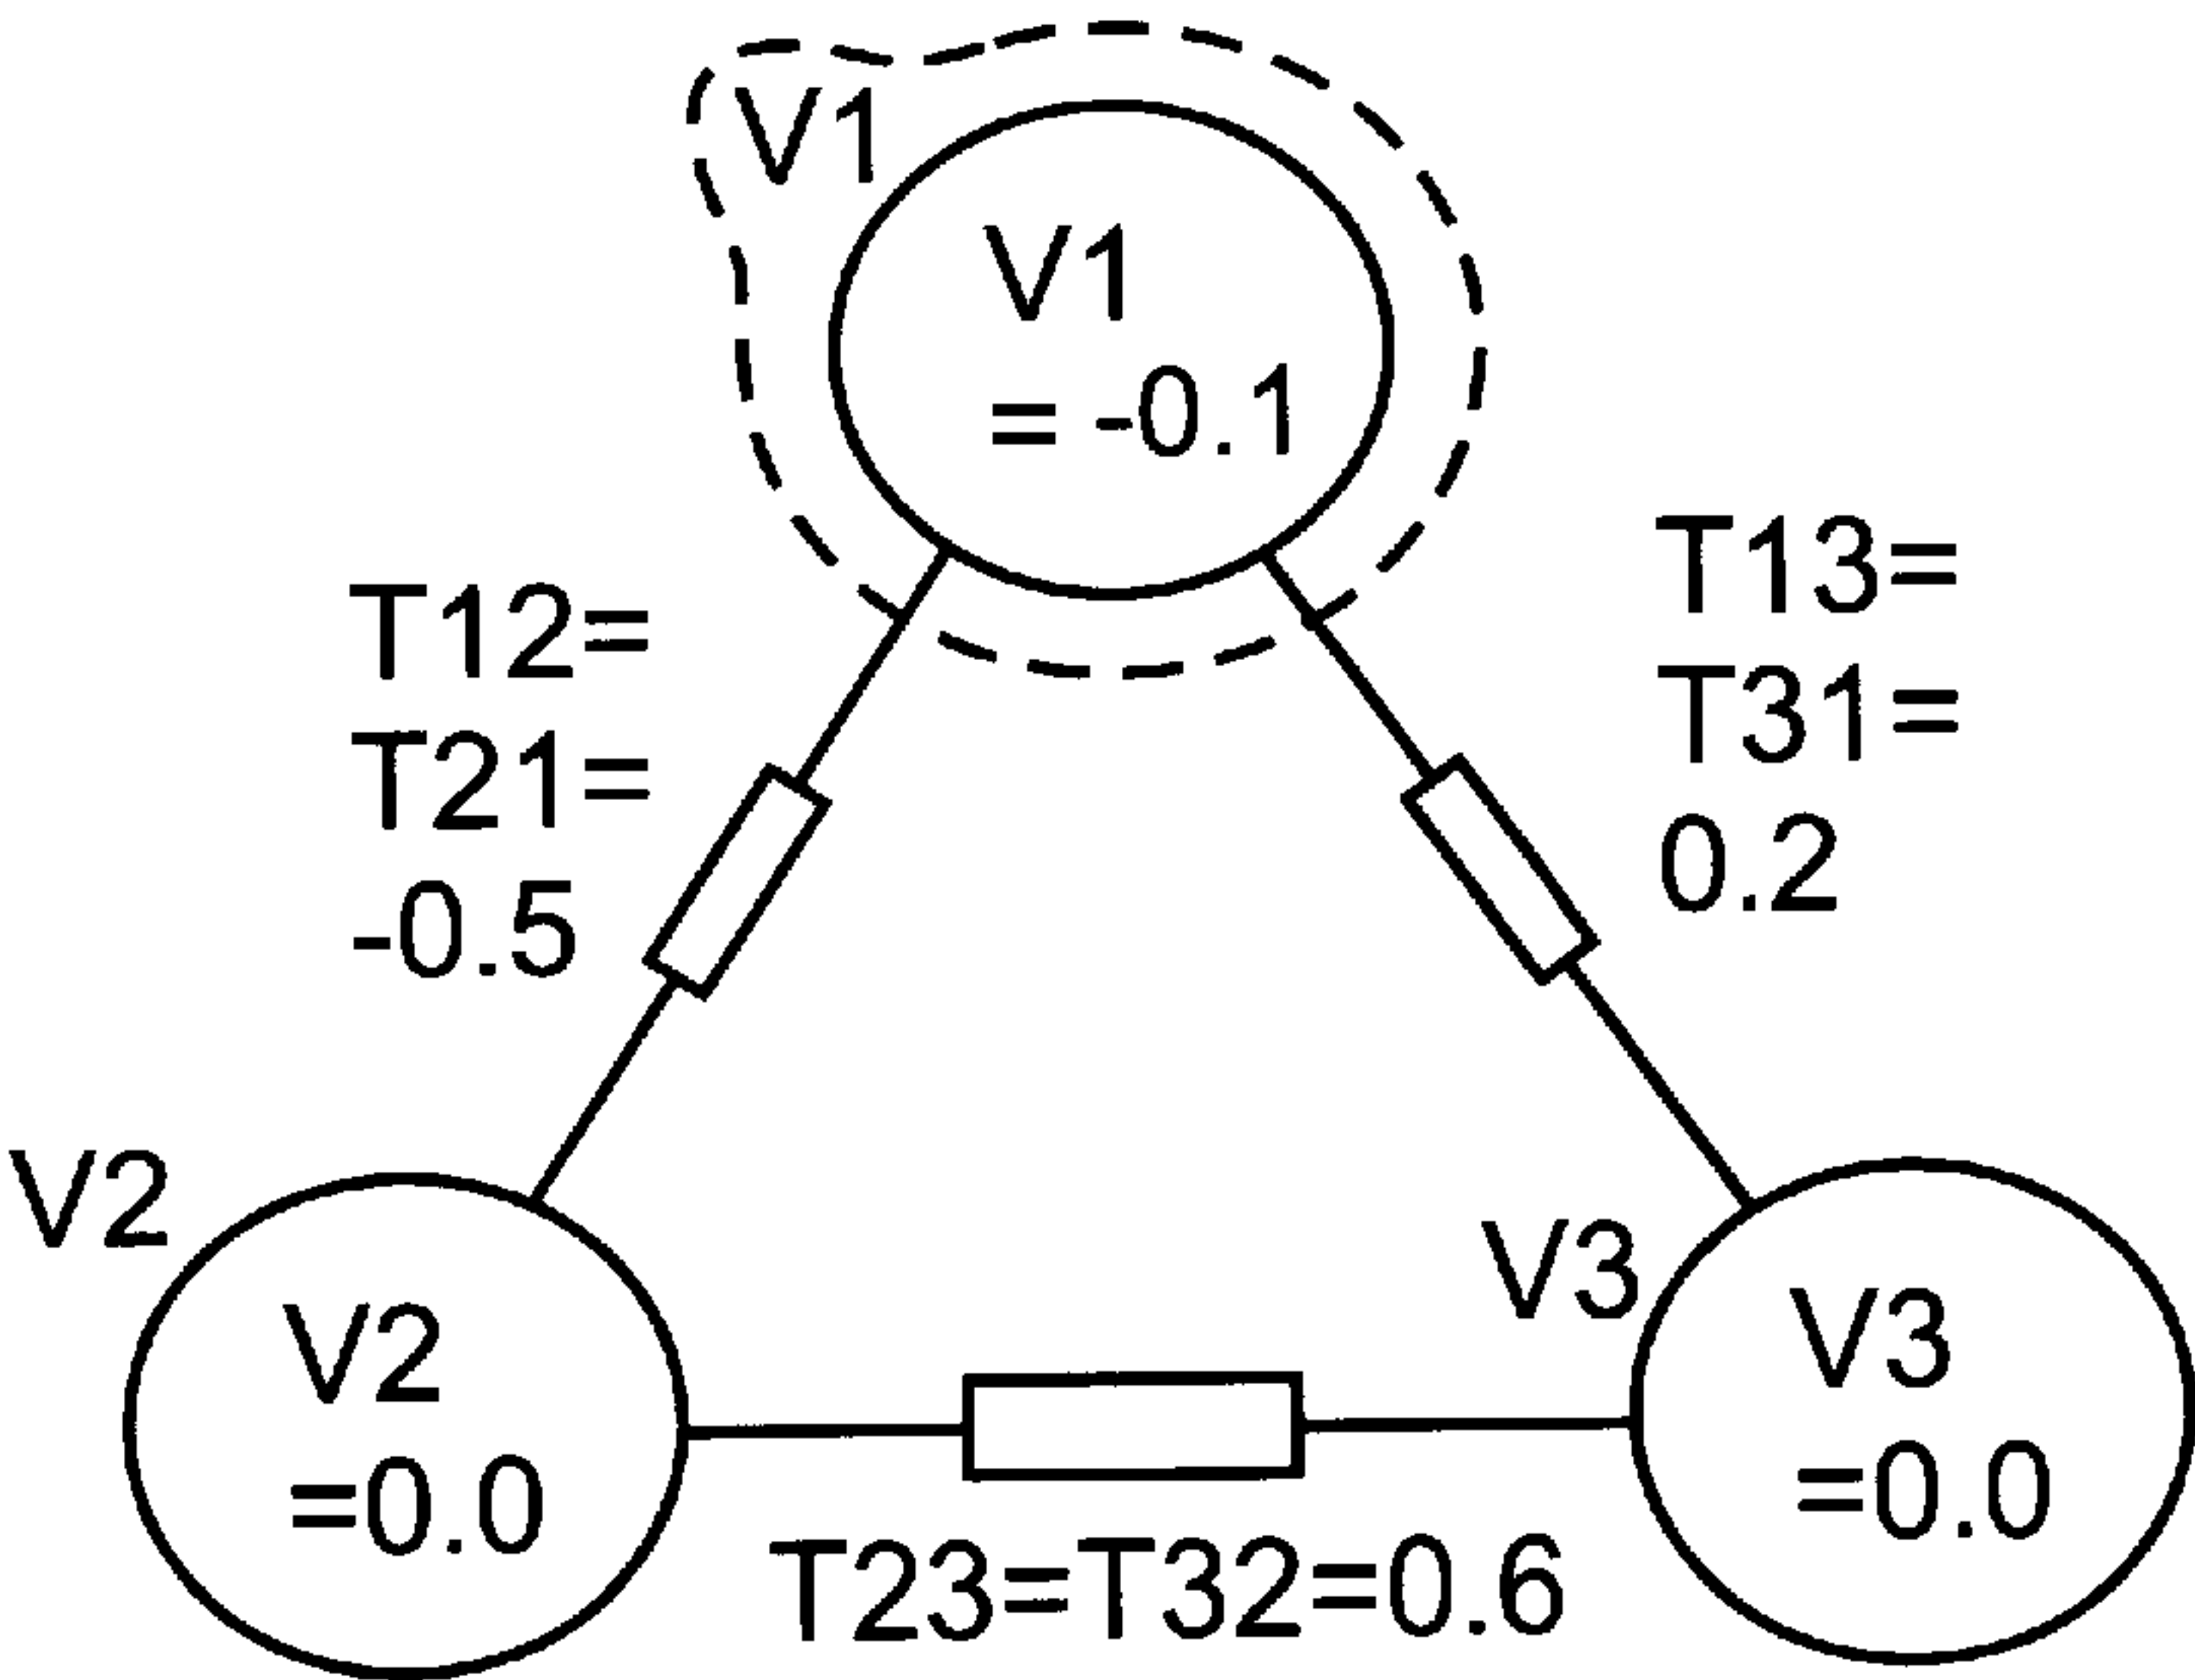 V1
V1
= -0.1
T12=
T21=
-0.5
T13=
T31=
0.2
V2
V2
=0.0
V3
V3
=0.0
T23=T32=0.6